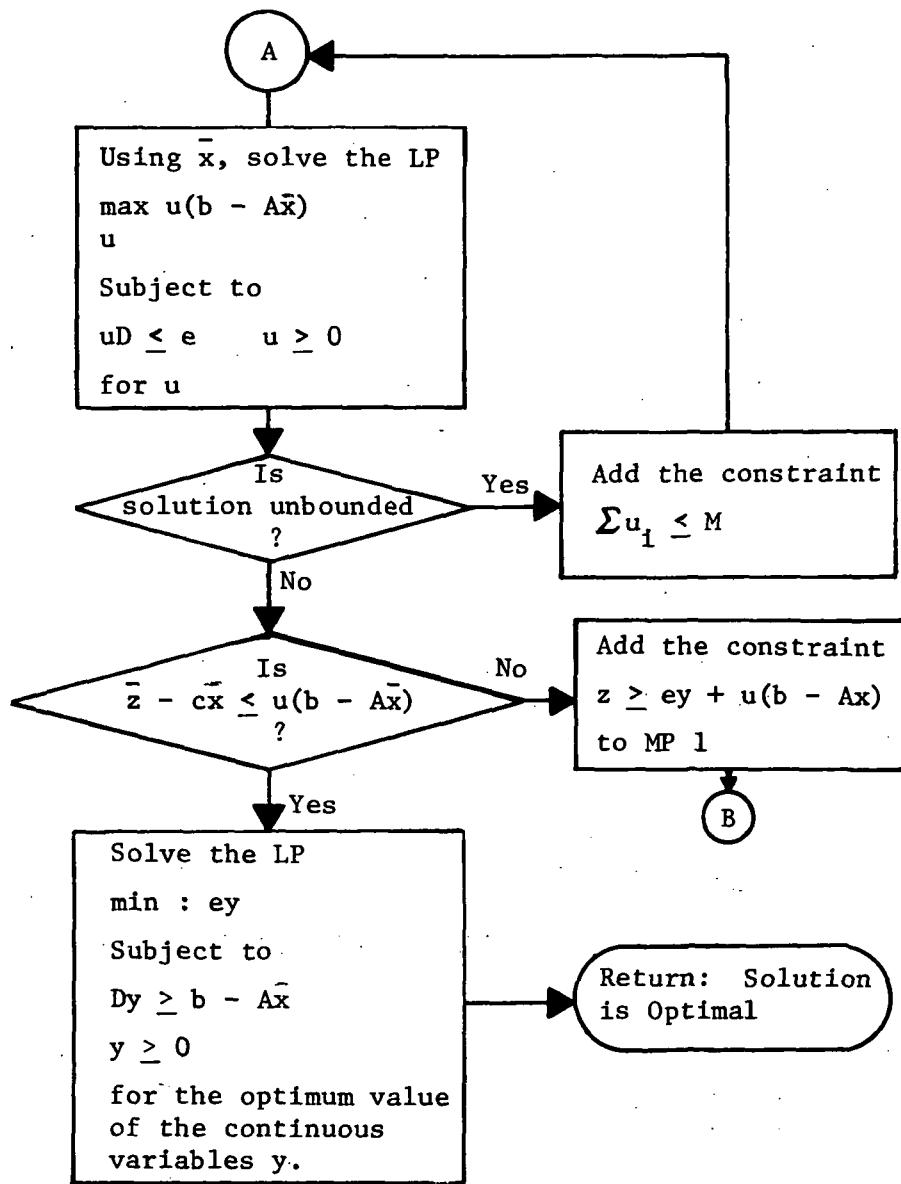 A
Using x̄, solve the LP
max u(b - Ax̄)
u
Subject to
uD ≤ e u ≥ 0
for u
Is
solution unbounded
?
Yes
Add the constraint
Σu_i ≤ M
No
Is
z̄ - cx̄ ≤ u(b - Ax̄)
?
No
Add the constraint
z ≥ ey + u(b - Ax)
to MP 1
B
Yes
Solve the LP
min : ey
Subject to
Dy ≥ b - Ax̄
y ≥ 0
for the optimum value
of the continuous
variables y.
Return: Solution
is Optimal